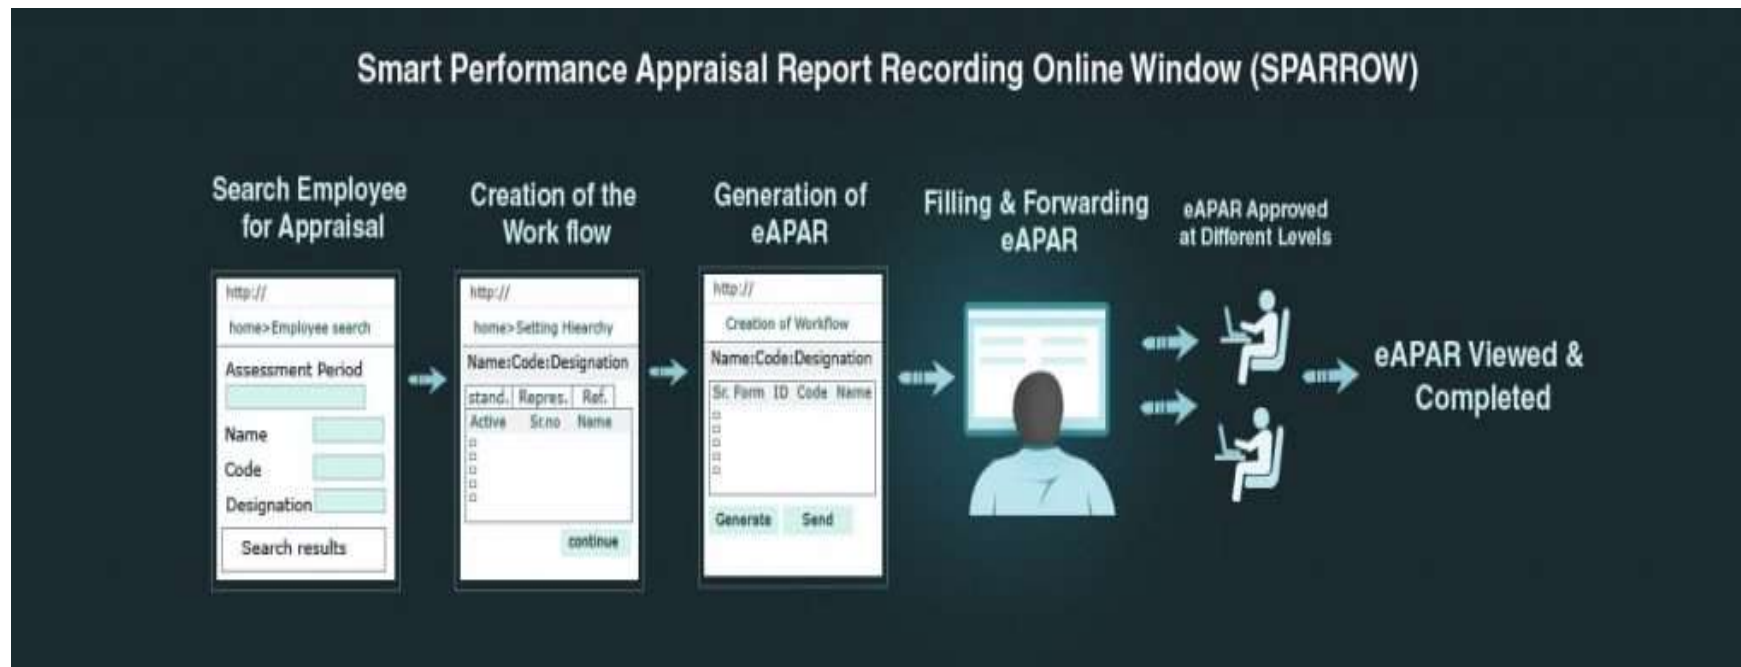 Smart Performance Appraisal Report Recording Online Window (SPARROW)
Search Employee
for Appraisal
http://
home>Employee search
Assessment Period
Name
Code
Designation
Search results
Creation of the
Work flow
http://
home>Setting Hiearchy
Name:Code:Designation
stand. Repres. Ref.
Active Sr.no Name
continue
Generation of
eAPAR
http://
Creation of Workflow
Name:Code:Designation
Sr. Form ID Code Name
Generate Send
Filling & Forwarding
eAPAR
eAPAR Approved
at Different Levels
eAPAR Viewed &
Completed